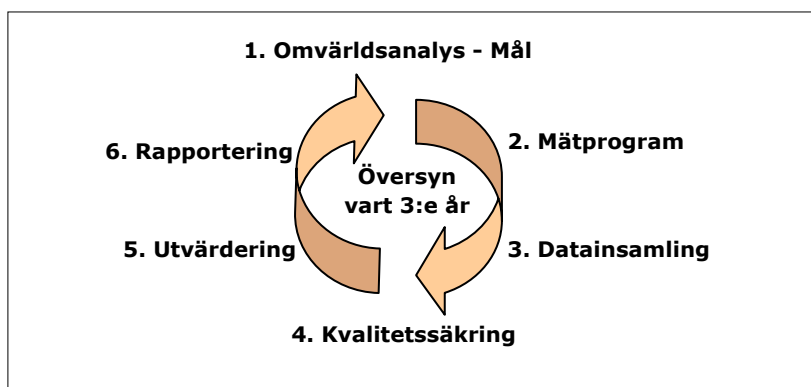 1. Omvärldsanalys - Mål
2. Mätprogram
3. Datainsamling
4. Kvalitetssäkring
5. Utvärdering
6. Rapportering
Översyn
vart 3:e år